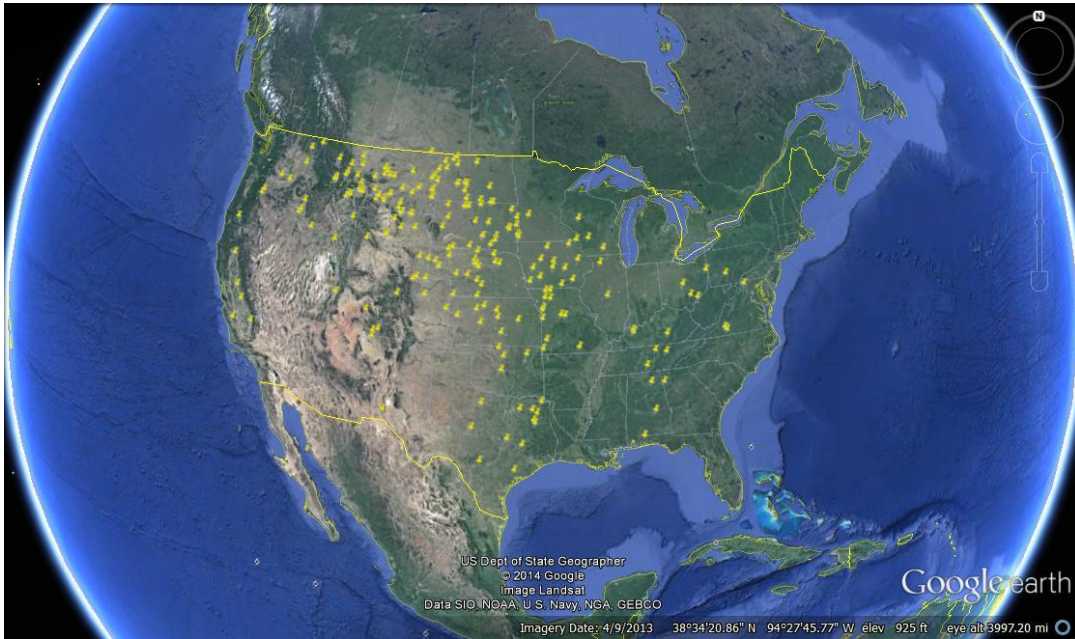 N
US Dept of State Geographer
© 2014 Google
Image Landsat
Data SIO, NOAA, U.S. Navy, NGA, GEBCO
Google earth
Imagery Date: 4/9/2013 38°34'20.86" N 94°27'45.77" W elev 925 ft eye alt 3997.20 mi